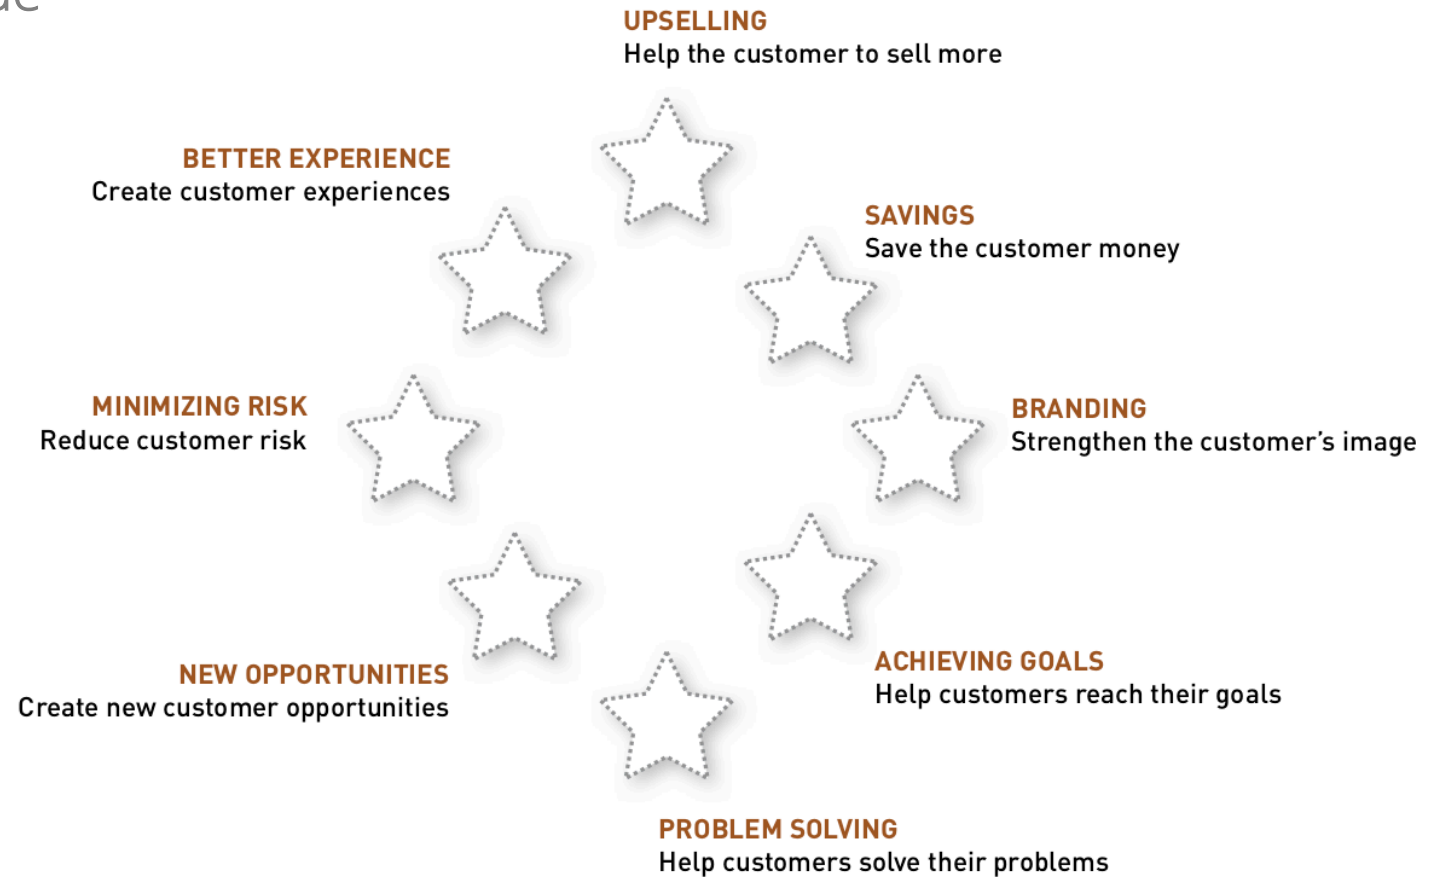 UPSELLING
Help the customer to sell more
BETTER EXPERIENCE
Create customer experiences
SAVINGS
Save the customer money
MINIMIZING RISK
Reduce customer risk
BRANDING
Strengthen the customer’s image
NEW OPPORTUNITIES
Create new customer opportunities
ACHIEVING GOALS
Help customers reach their goals
PROBLEM SOLVING
Help customers solve their problems